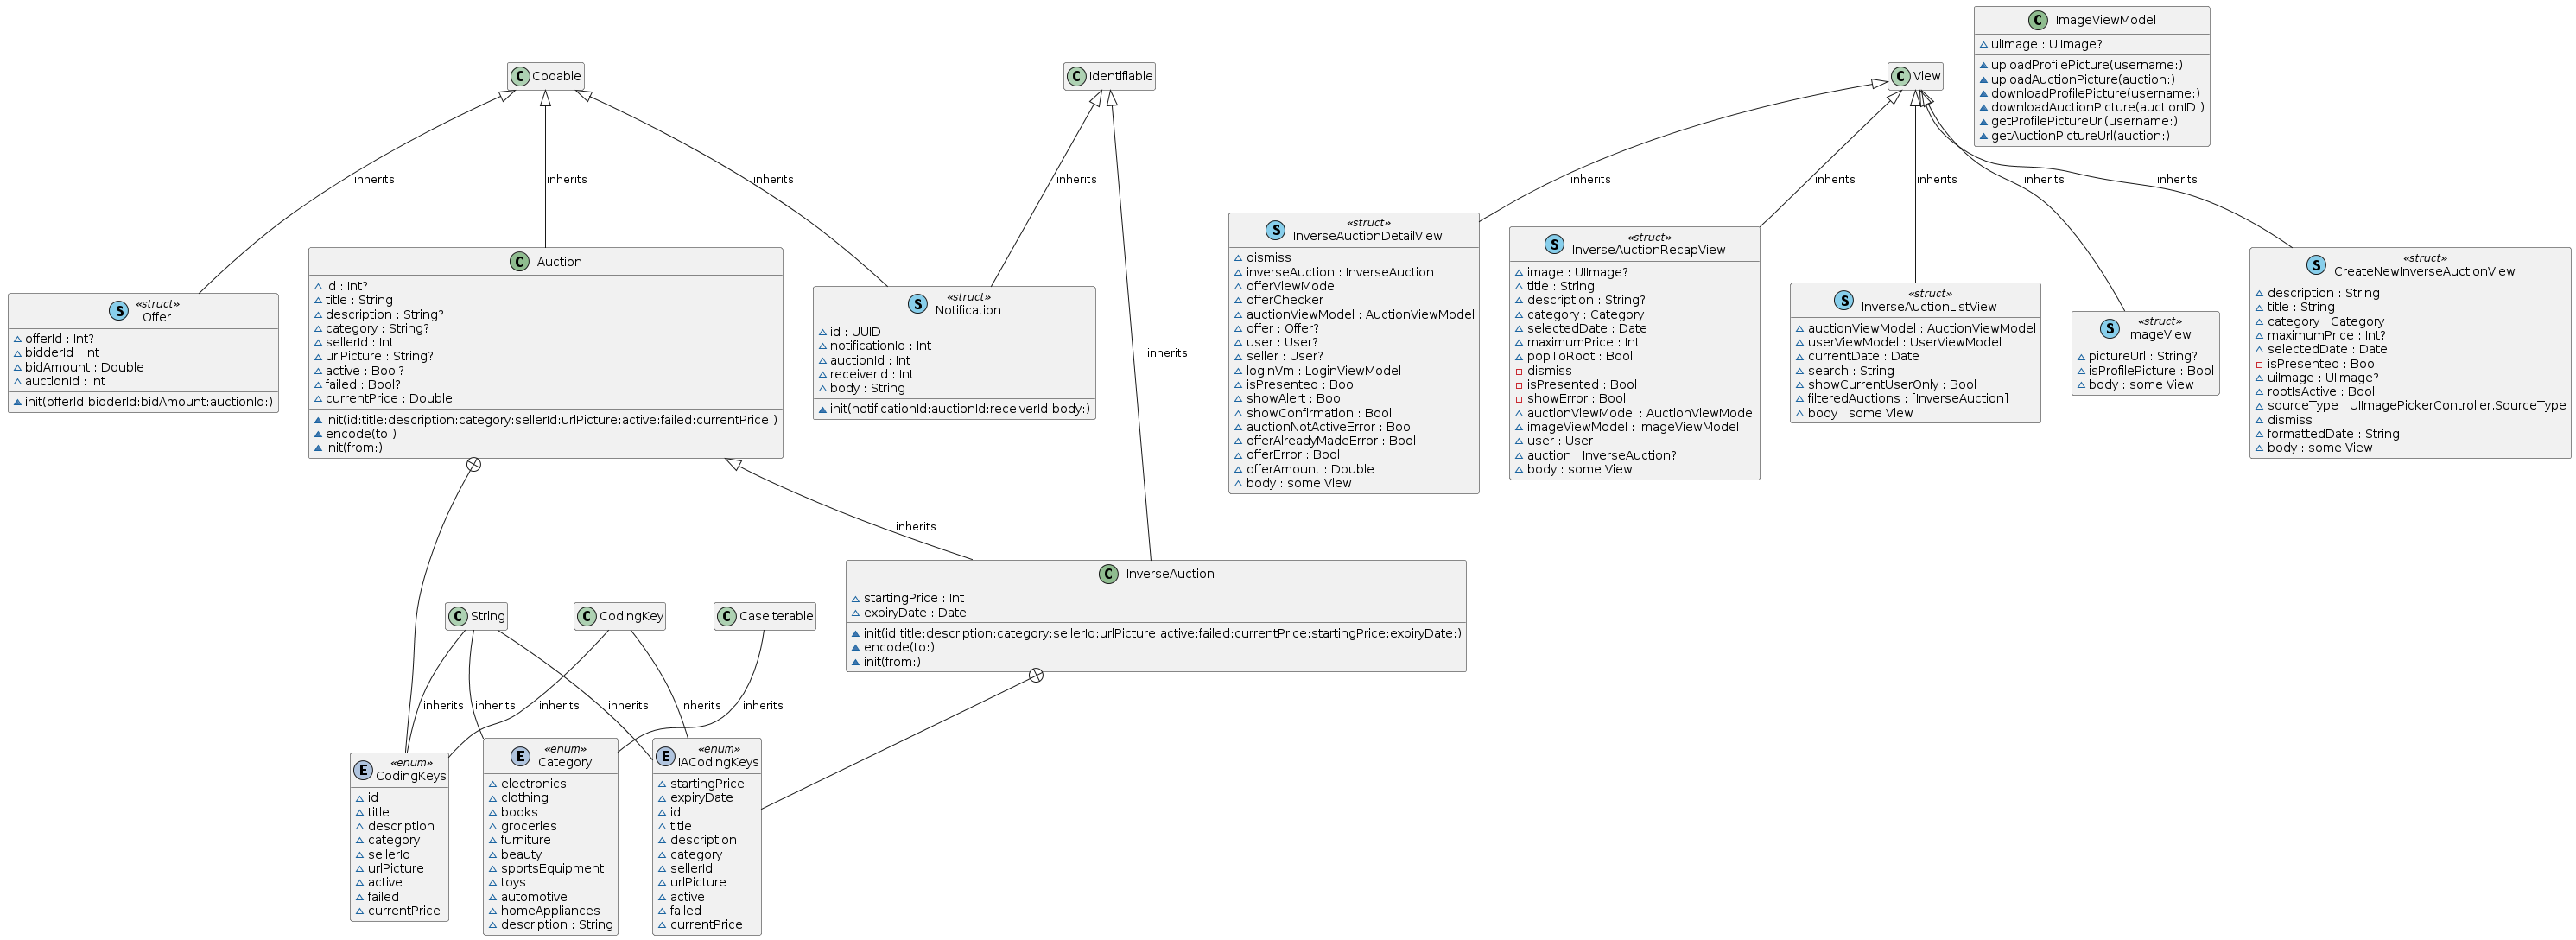 C ImageViewModel
uiImage : UIImage?
uploadProfilePicture(username:)
uploadAuctionPicture(auction:)
downloadProfilePicture(username:)
downloadAuctionPicture(auctionID:)
getProfilePictureUrl(username:)
getAuctionPictureUrl(auction:)
C Codable
C Identifiable
C View
inherits
inherits
inherits
inherits
inherits
inherits
inherits
inherits
inherits
inherits
S «struct»
Offer
offerId : Int?
bidderId : Int
bidAmount : Double
auctionId : Int
init(offerId:bidderId:bidAmount:auctionId:)
C Auction
id : Int?
title : String
description : String?
category : String?
sellerId : Int
urlPicture : String?
active : Bool?
failed : Bool?
currentPrice : Double
init(id:title:description:category:sellerId:urlPicture:active:failed:currentPrice:)
encode(to:)
init(from:)
S «struct»
Notification
id : UUID
notificationId : Int
auctionId : Int
receiverId : Int
body : String
init(notificationId:auctionId:receiverId:body:)
S «struct»
InverseAuctionDetailView
dismiss
inverseAuction : InverseAuction
offerViewModel
offerChecker
auctionViewModel : AuctionViewModel
offer : Offer?
user : User?
seller : User?
loginVm : LoginViewModel
isPresented : Bool
showAlert : Bool
showConfirmation : Bool
auctionNotActiveError : Bool
offerAlreadyMadeError : Bool
offerError : Bool
offerAmount : Double
body : some View
S «struct»
InverseAuctionRecapView
image : UIImage?
title : String
description : String?
category : Category
selectedDate : Date
maximumPrice : Int
popToRoot : Bool
dismiss
isPresented : Bool
showError : Bool
auctionViewModel : AuctionViewModel
imageViewModel : ImageViewModel
user : User
auction : InverseAuction?
body : some View
S «struct»
InverseAuctionListView
auctionViewModel : AuctionViewModel
userViewModel : UserViewModel
currentDate : Date
search : String
showCurrentUserOnly : Bool
filteredAuctions : [InverseAuction]
body : some View
S «struct»
ImageView
pictureUrl : String?
isProfilePicture : Bool
body : some View
S «struct»
CreateNewInverseAuctionView
description : String
title : String
category : Category
maximumPrice : Int?
selectedDate : Date
isPresented : Bool
uiImage : UIImage?
rootIsActive : Bool
sourceType : UIImagePickerController.SourceType
dismiss
formattedDate : String
body : some View
inherits
C InverseAuction
startingPrice : Int
expiryDate : Date
init(id:title:description:category:sellerId:urlPicture:active:failed:currentPrice:startingPrice:expiryDate:)
encode(to:)
init(from:)
C String
C CodingKey
C CaseIterable
inherits
inherits
inherits
inherits
inherits
inherits
E «enum»
CodingKeys
id
title
description
category
sellerId
urlPicture
active
failed
currentPrice
E «enum»
Category
electronics
clothing
books
groceries
furniture
beauty
sportsEquipment
toys
automotive
homeAppliances
description : String
E «enum»
IACodingKeys
startingPrice
expiryDate
id
title
description
category
sellerId
urlPicture
active
failed
currentPrice